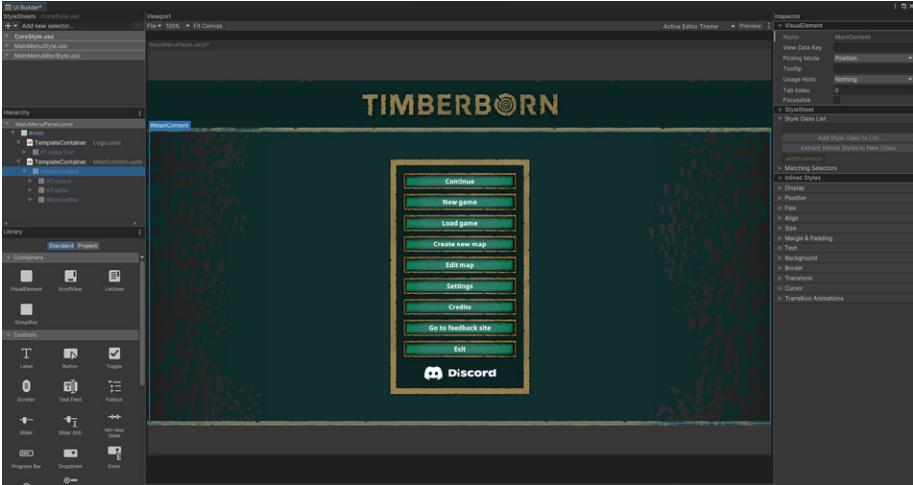 UI Builder*
StyleSheets CoreStyle.uss
Add new selector...
CoreStyle.uss
MainMenuStyle.uss
MainMenuMiscStyle.uss
Hierarchy
MainMenuPanel.uxml
#root
TemplateContainer Logo.uxml
#TopBarTop
TemplateContainer MainContent.uxml
#MainContent
#Content
#TopBar
#BottomBar
Library
Standard Project
Containers
VisualElement ScrollView ListView
GroupBox
Controls
Label Button Toggle
Scroller Text Field Foldout
Slider Slider (Int) Min-Max Slider
Progress Bar Dropdown Enum
Viewport
File 100% Fit Canvas Active Editor Theme Preview
MainMenuPanel.uxml*
TIMBERBORN
#MainContent
Continue
New game
Load game
Create new map
Edit map
Settings
Credits
Go to feedback site
Exit
Discord
Inspector
VisualElement
Name MainContent
View Data Key
Picking Mode Position
Tooltip
Usage Hints Nothing
Tab Index 0
Focusable
StyleSheet
Style Class List
Add Style Class to List
Extract Inlined Styles to New Class
.width-stretch
Matching Selectors
Inlined Styles
Display
Position
Flex
Align
Size
Margin & Padding
Text
Background
Border
Transform
Cursor
Transition Animations